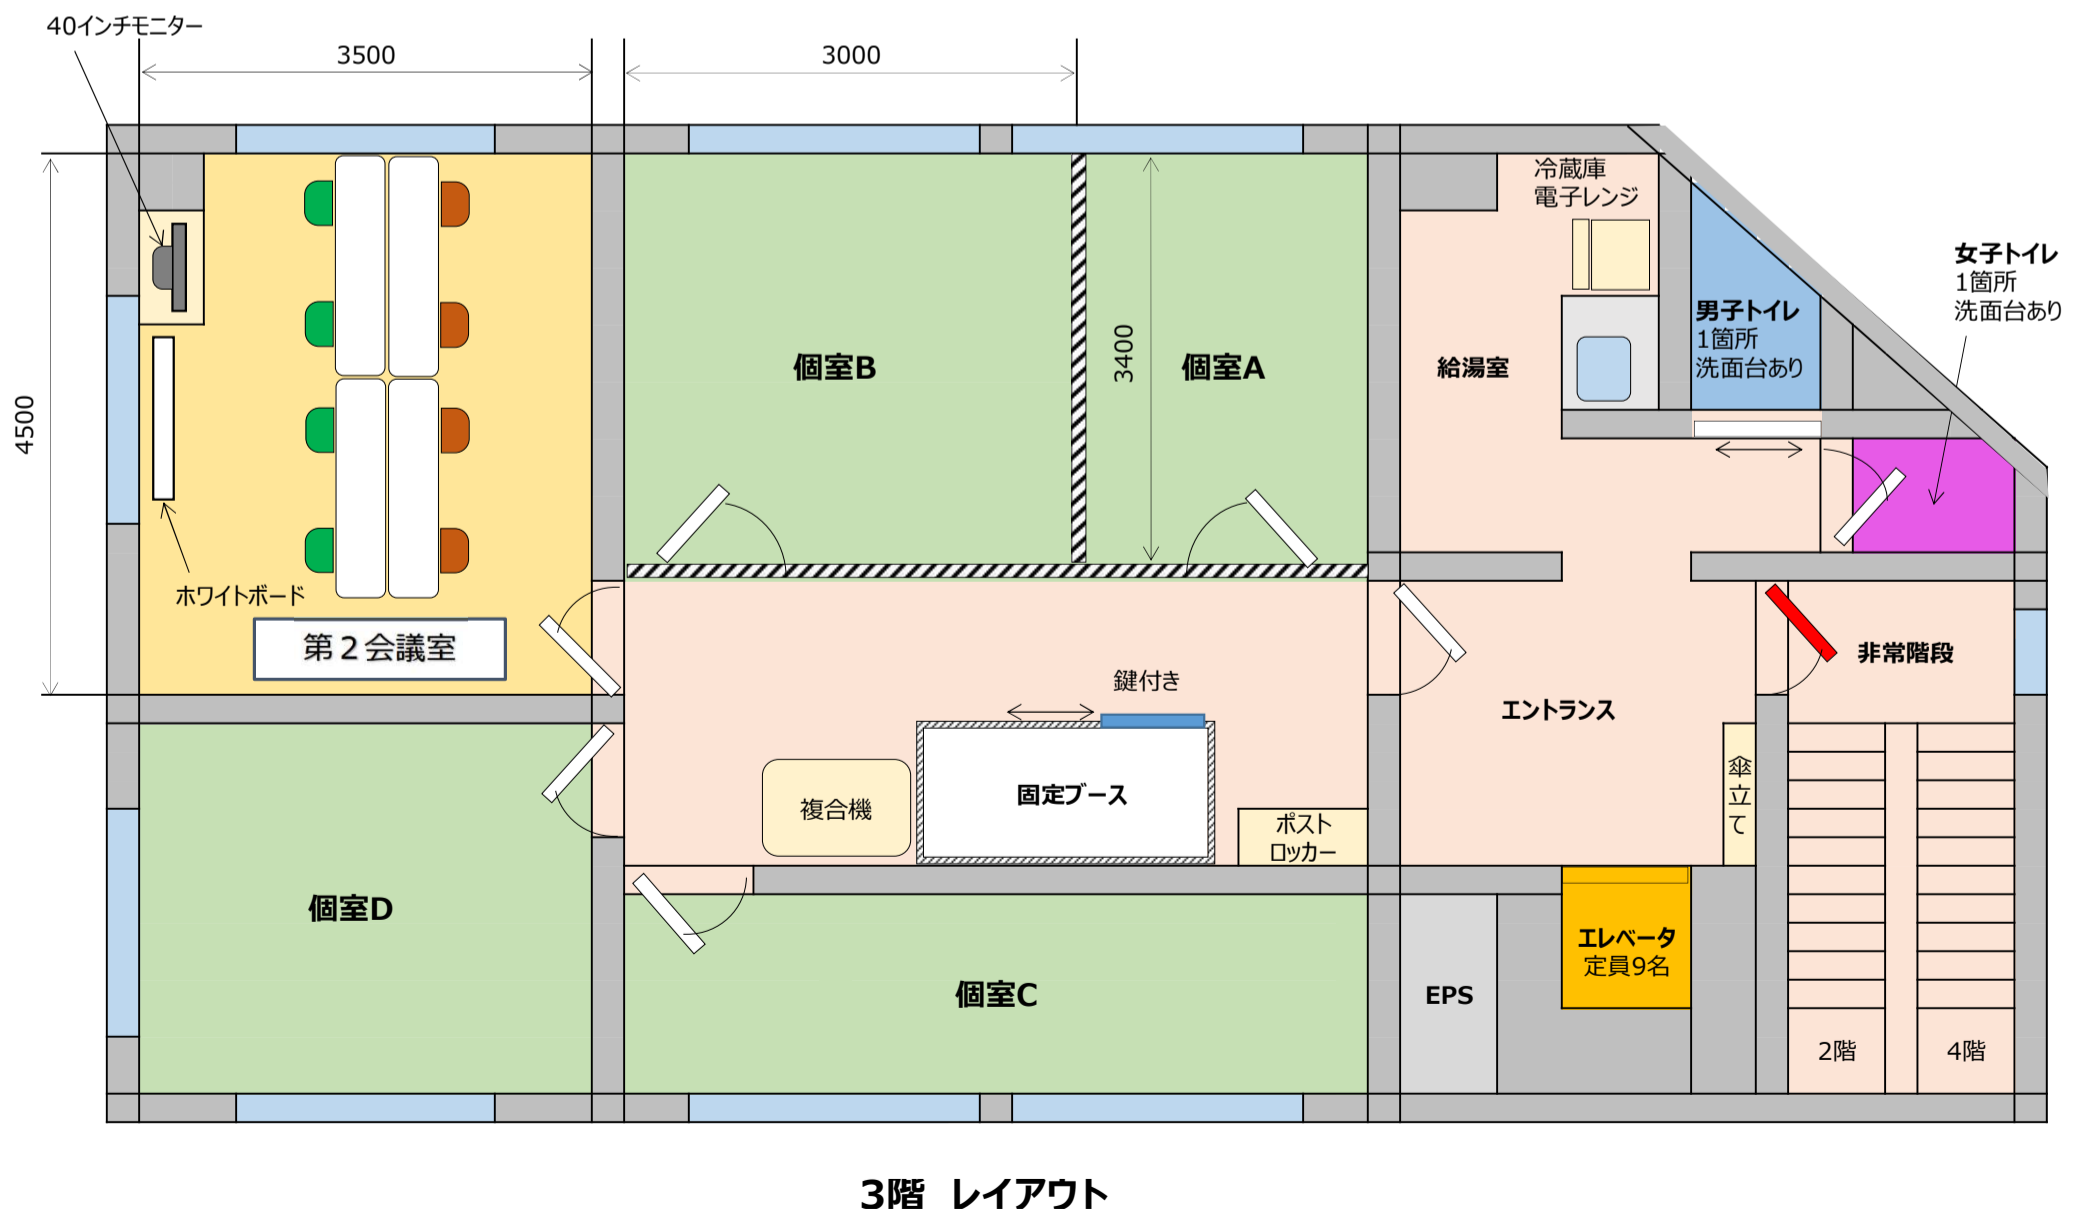 40インチモニター
3500
3000
冷蔵庫
電子レンジ
女子トイレ
1箇所
洗面台あり
男子トイレ
1箇所
洗面台あり
4500
個室B
3400
個室A
給湯室
ホワイトボード
第２会議室
鍵付き
非常階段
エントランス
傘
立
て
複合機
固定ブース
ポスト
ロッカー
個室D
個室C
EPS
エレベータ
定員9名
2階
4階
3階 レイアウト